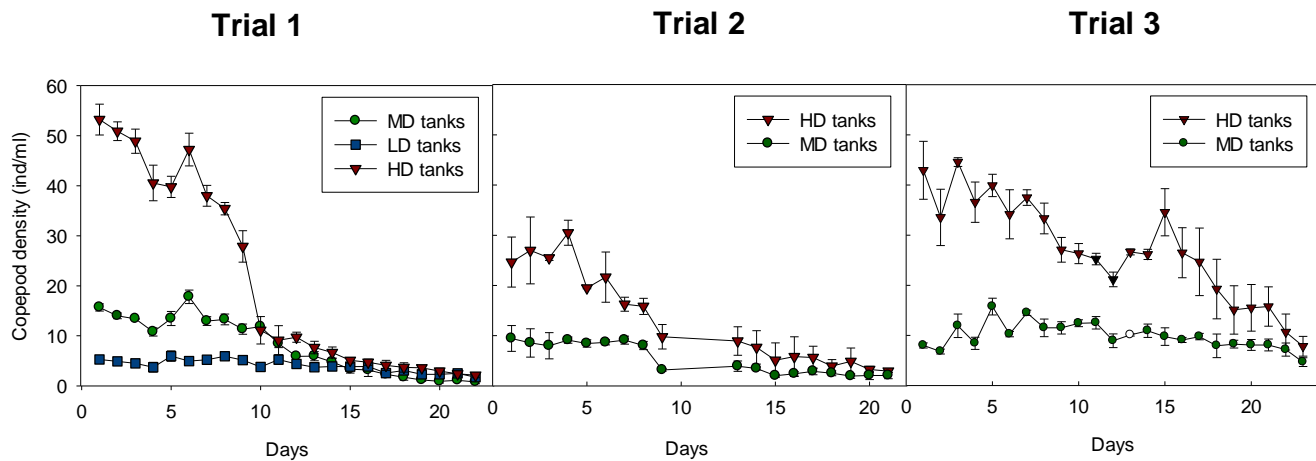 Trial 1
Trial 2
Trial 3
Copepod density (ind/ml)
60
50
40
30
20
10
0
MD tanks
LD tanks
HD tanks
HD tanks
MD tanks
HD tanks
MD tanks
0 5 10 15 20
0 5 10 15 20
0 5 10 15 20
Days
Days
Days